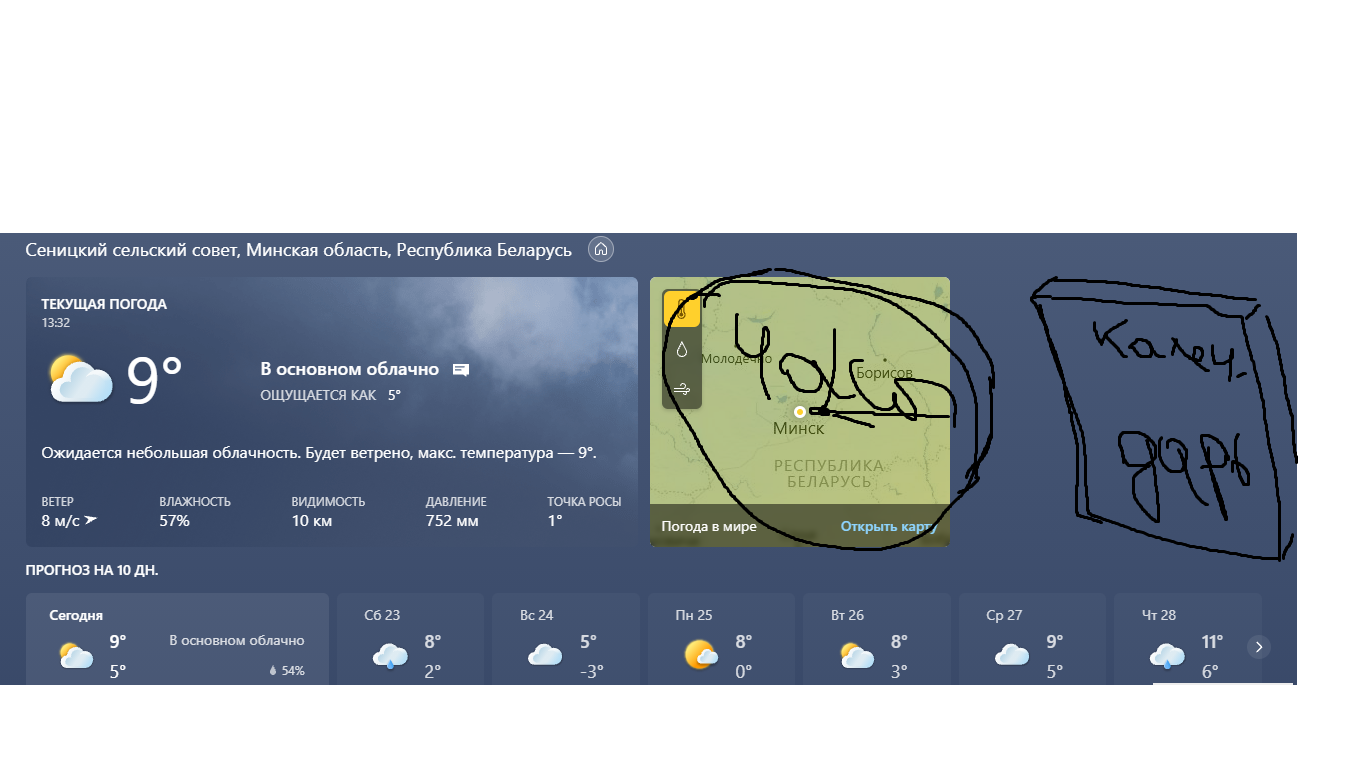 Сеницкий сельский совет, Минская область, Республика Беларусь
ТЕКУЩАЯ ПОГОДА
13:32
9°
В основном облачно
ОЩУЩАЕТСЯ КАК 5°
Ожидается небольшая облачность. Будет ветрено, макс. температура — 9°.
ВЕТЕР ВЛАЖНОСТЬ ВИДИМОСТЬ ДАВЛЕНИЕ ТОЧКА РОСЫ
8 м/с 57% 10 км 752 мм 1°
Молодечно
Борисов
Минск
РЕСПУБЛИКА
БЕЛАРУСЬ
Погода в мире Открыть карту
ПРОГНОЗ НА 10 ДН.
Сегодня Сб 23 Вс 24 Пн 25 Вт 26 Ср 27 Чт 28
9° В основном облачно 8° 5° 8° 8° 9° 11°
5° 54% 2° -3° 0° 3° 5° 6°